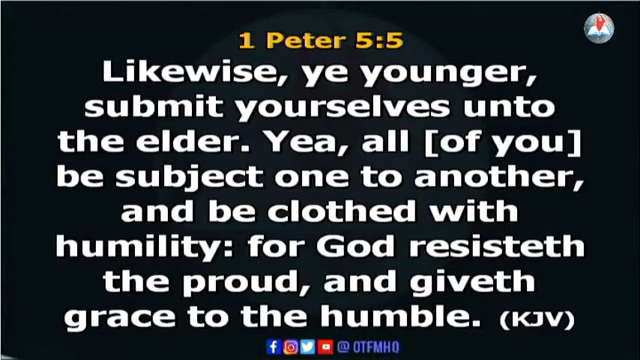 1 Peter 5:5
Likewise, ye younger,
submit yourselves unto
the elder. Yea, all [of you]
be subject one to another,
and be clothed with
humility: for God resisteth
the proud, and giveth
grace to the humble. (KJV)
@ OTFMHQ